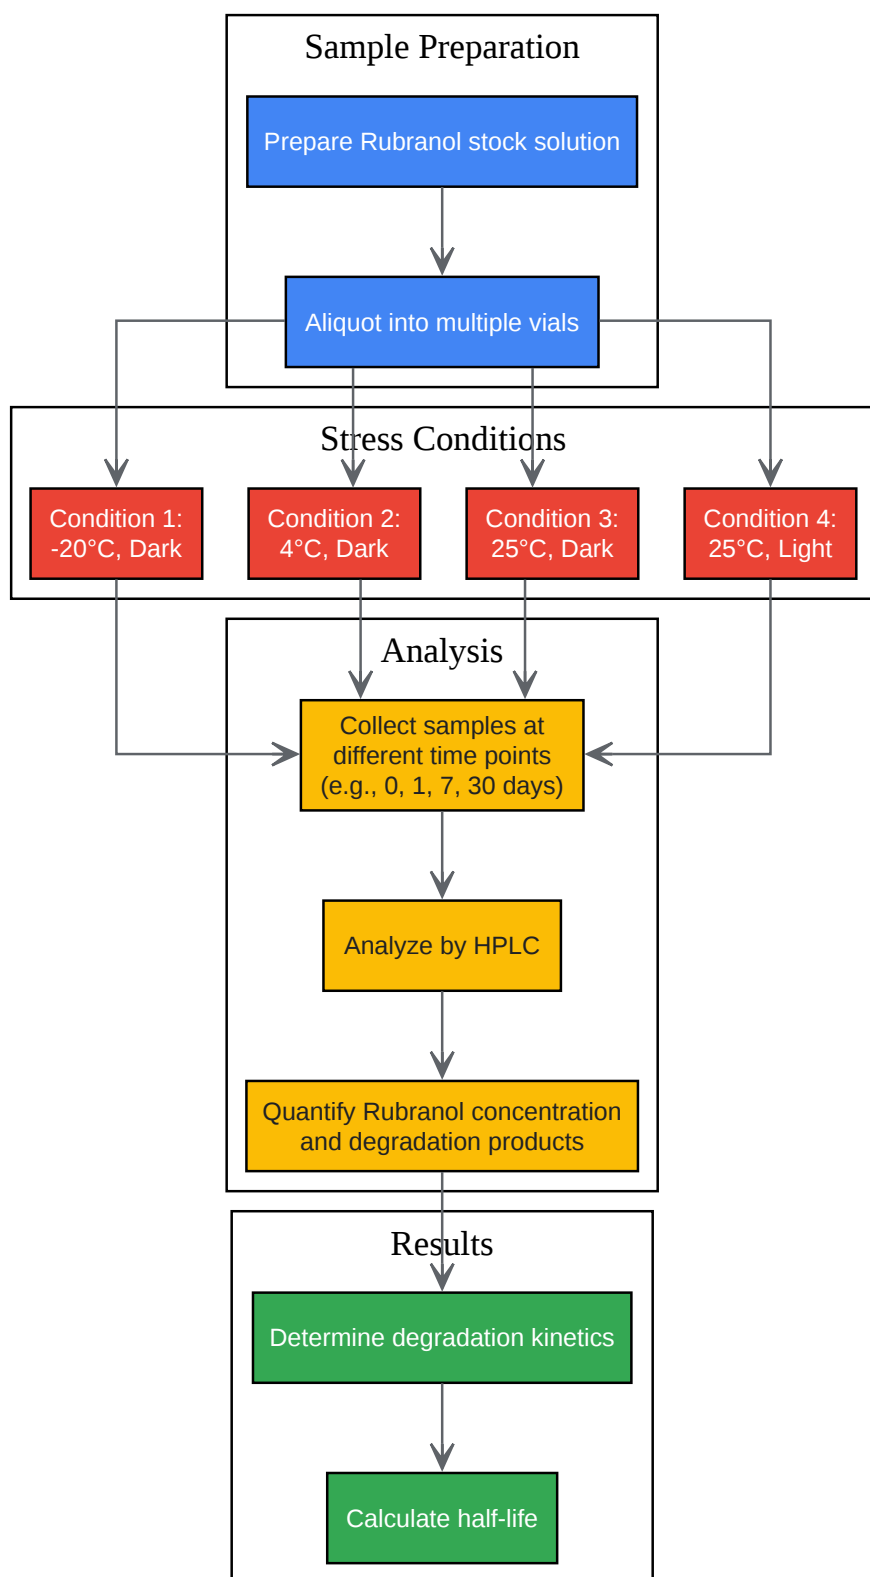 Sample Preparation
Prepare Rubranol stock solution
Aliquot into multiple vials
Stress Conditions
Condition 1:
-20°C, Dark
Condition 2:
4°C, Dark
Condition 3:
25°C, Dark
Condition 4:
25°C, Light
Analysis
Collect samples at
different time points
(e.g., 0, 1, 7, 30 days)
Analyze by HPLC
Quantify Rubranol concentration
and degradation products
Results
Determine degradation kinetics
Calculate half-life